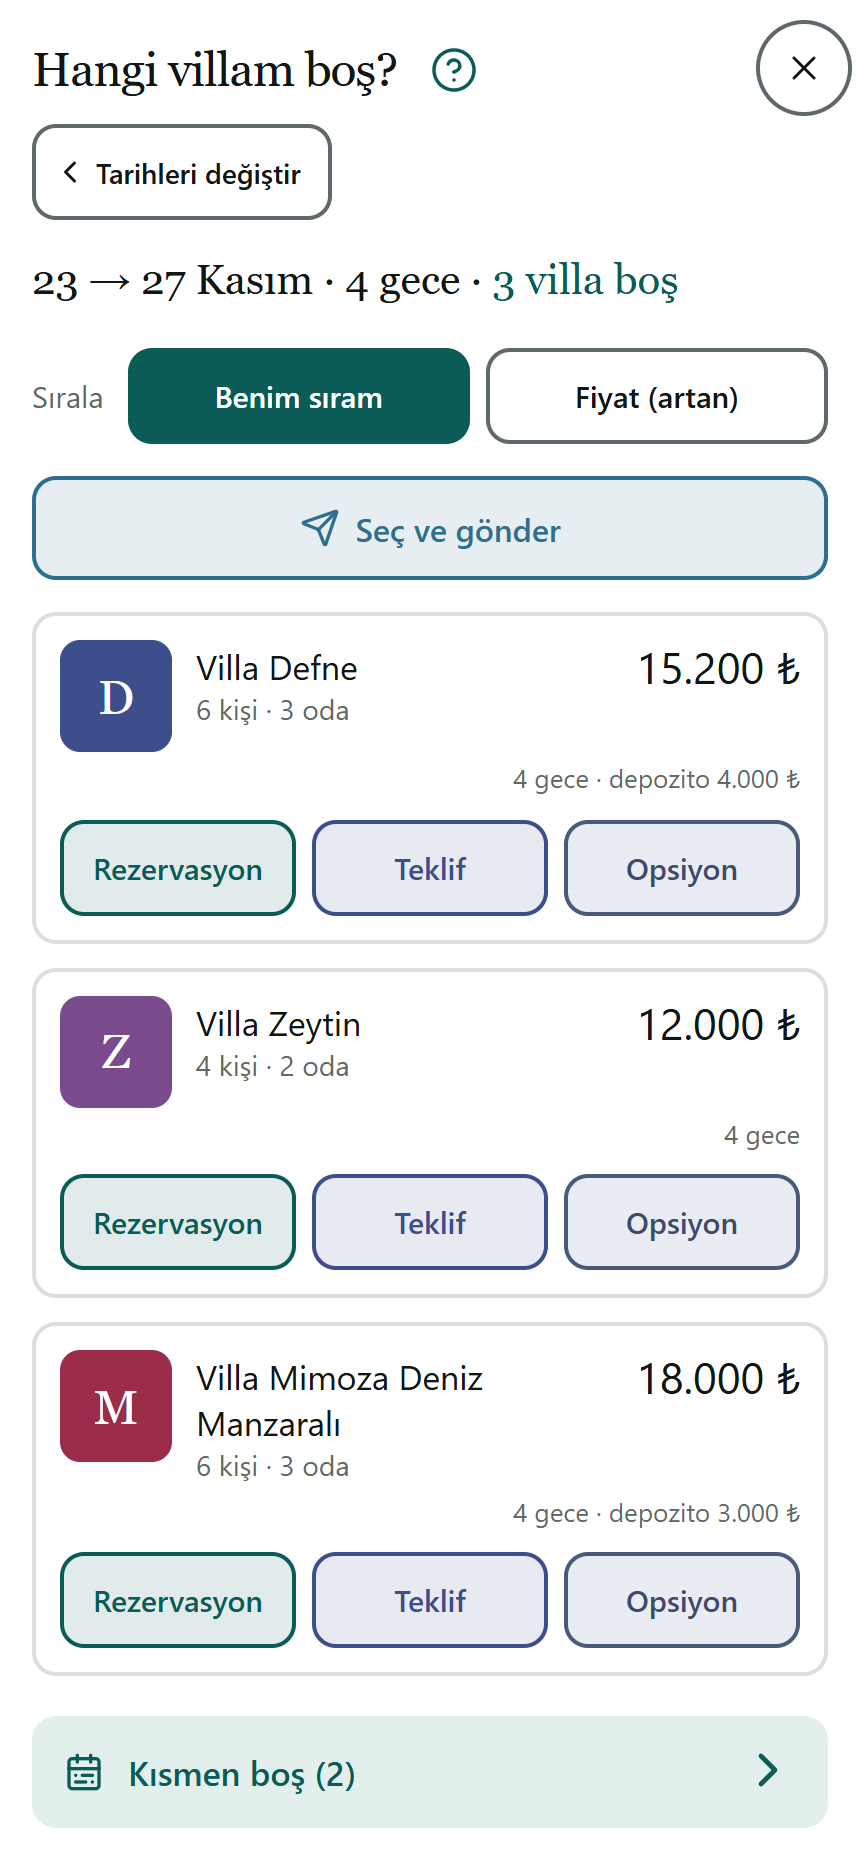 Hangi villam boş?
Tarihleri değiştir
23 → 27 Kasım · 4 gece · 3 villa boş
Sırala
Benim sıram
Fiyat (artan)
Seç ve gönder
D
Villa Defne
15.200 ₺
6 kişi · 3 oda
4 gece · depozito 4.000 ₺
Rezervasyon
Teklif
Opsiyon
Z
Villa Zeytin
12.000 ₺
4 kişi · 2 oda
4 gece
Rezervasyon
Teklif
Opsiyon
M
Villa Mimoza Deniz
Manzaralı
18.000 ₺
6 kişi · 3 oda
4 gece · depozito 3.000 ₺
Rezervasyon
Teklif
Opsiyon
Kısmen boş (2)